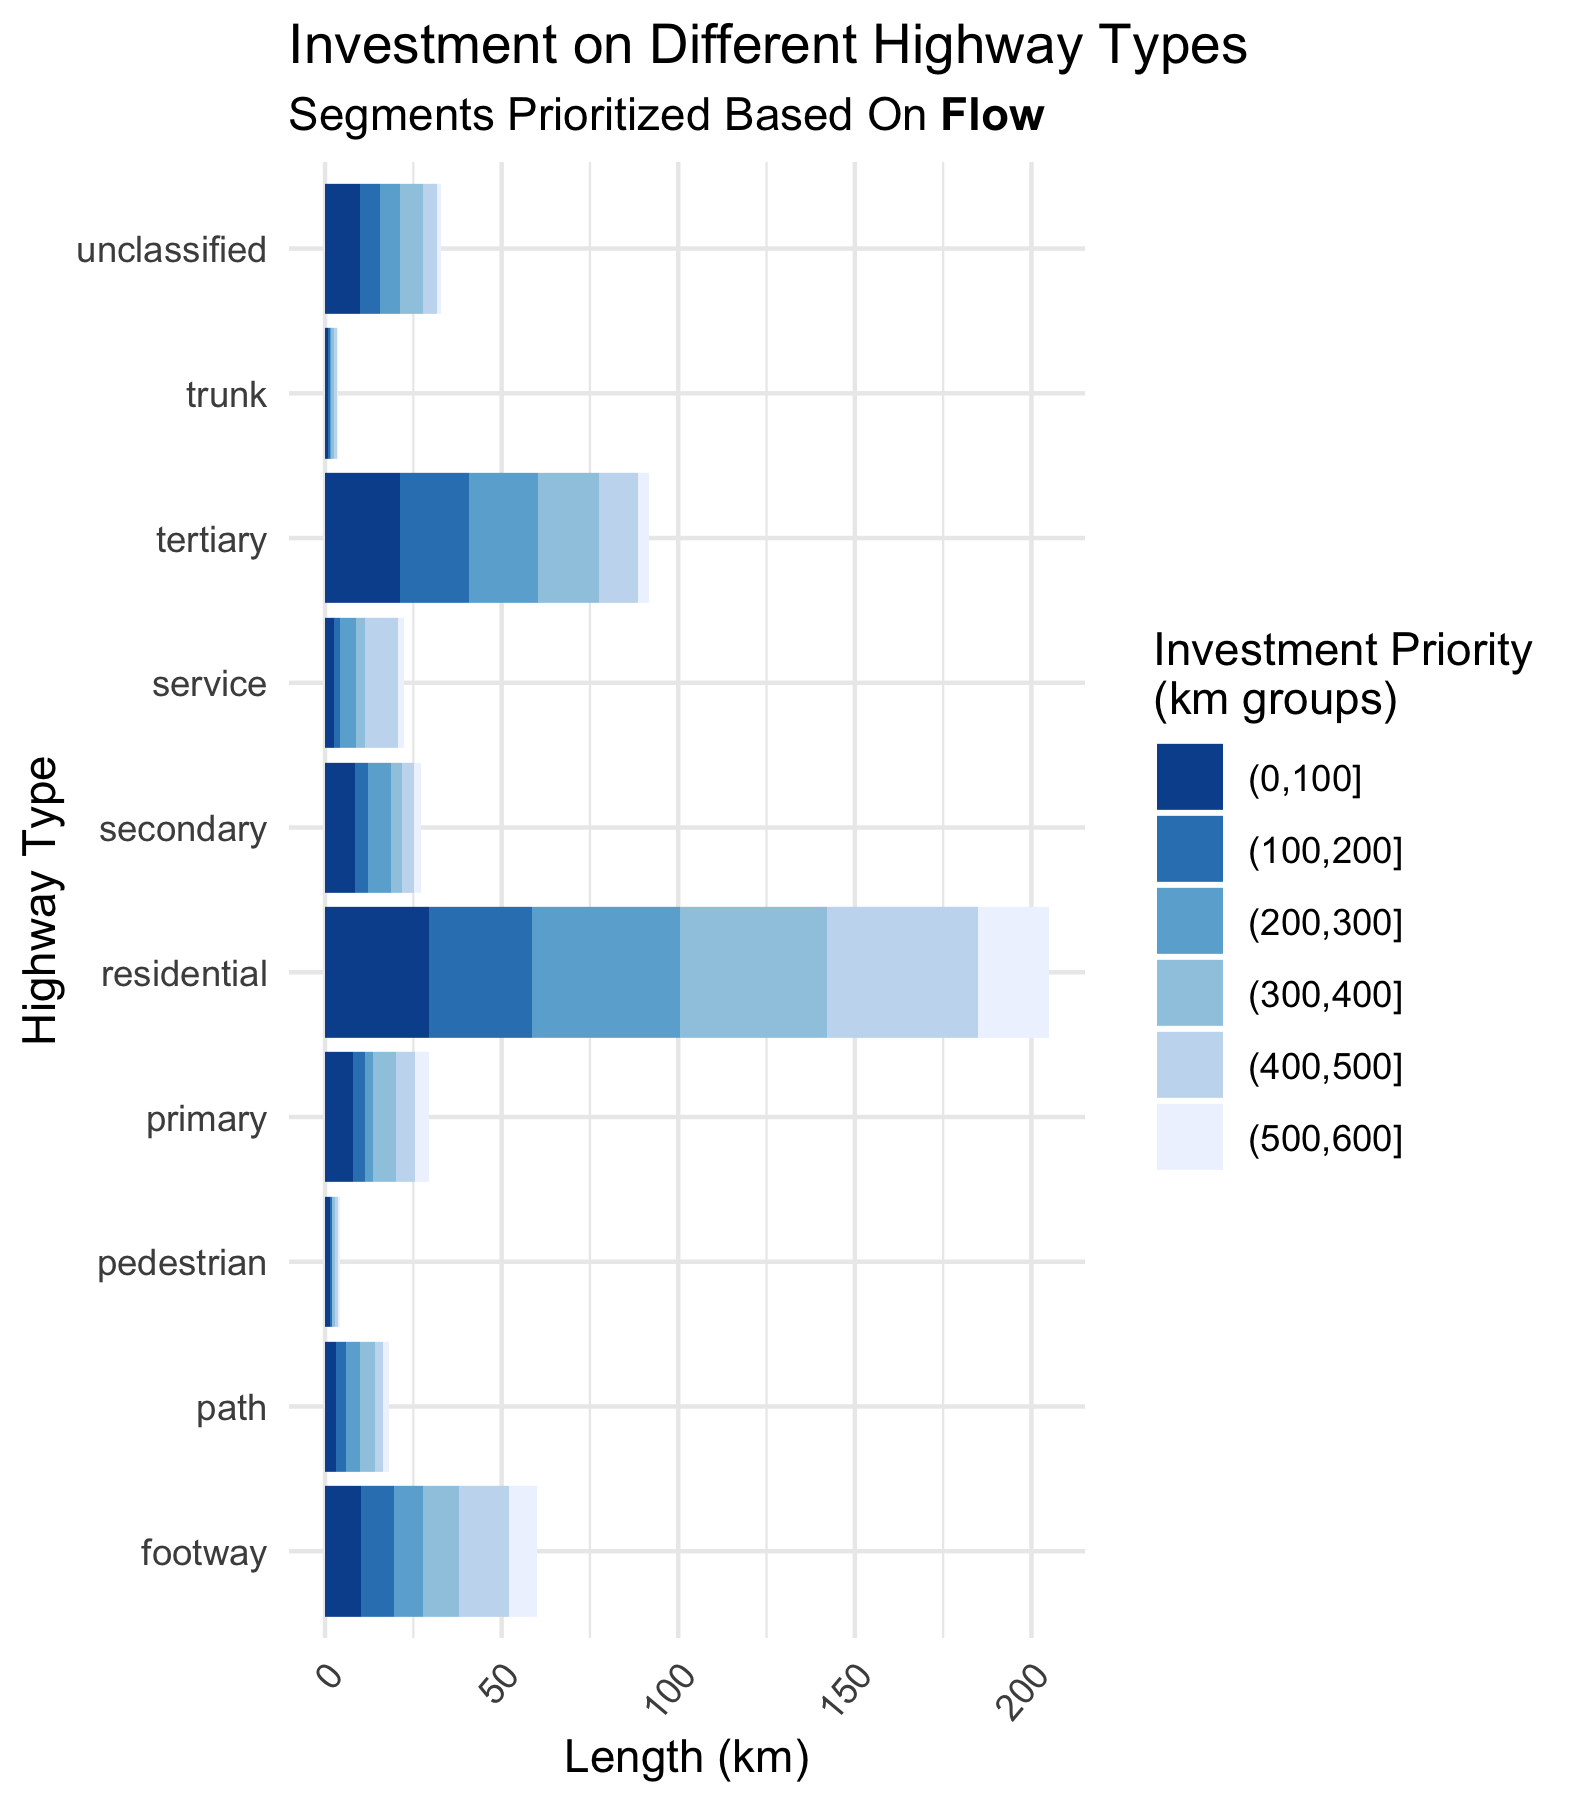 Investment on Different Highway Types
Segments Prioritized Based On Flow
Highway Type
unclassified
trunk
tertiary
service
secondary
residential
primary
pedestrian
path
footway
0
50
100
150
200
Length (km)
Investment Priority
(km groups)
(0,100]
(100,200]
(200,300]
(300,400]
(400,500]
(500,600]